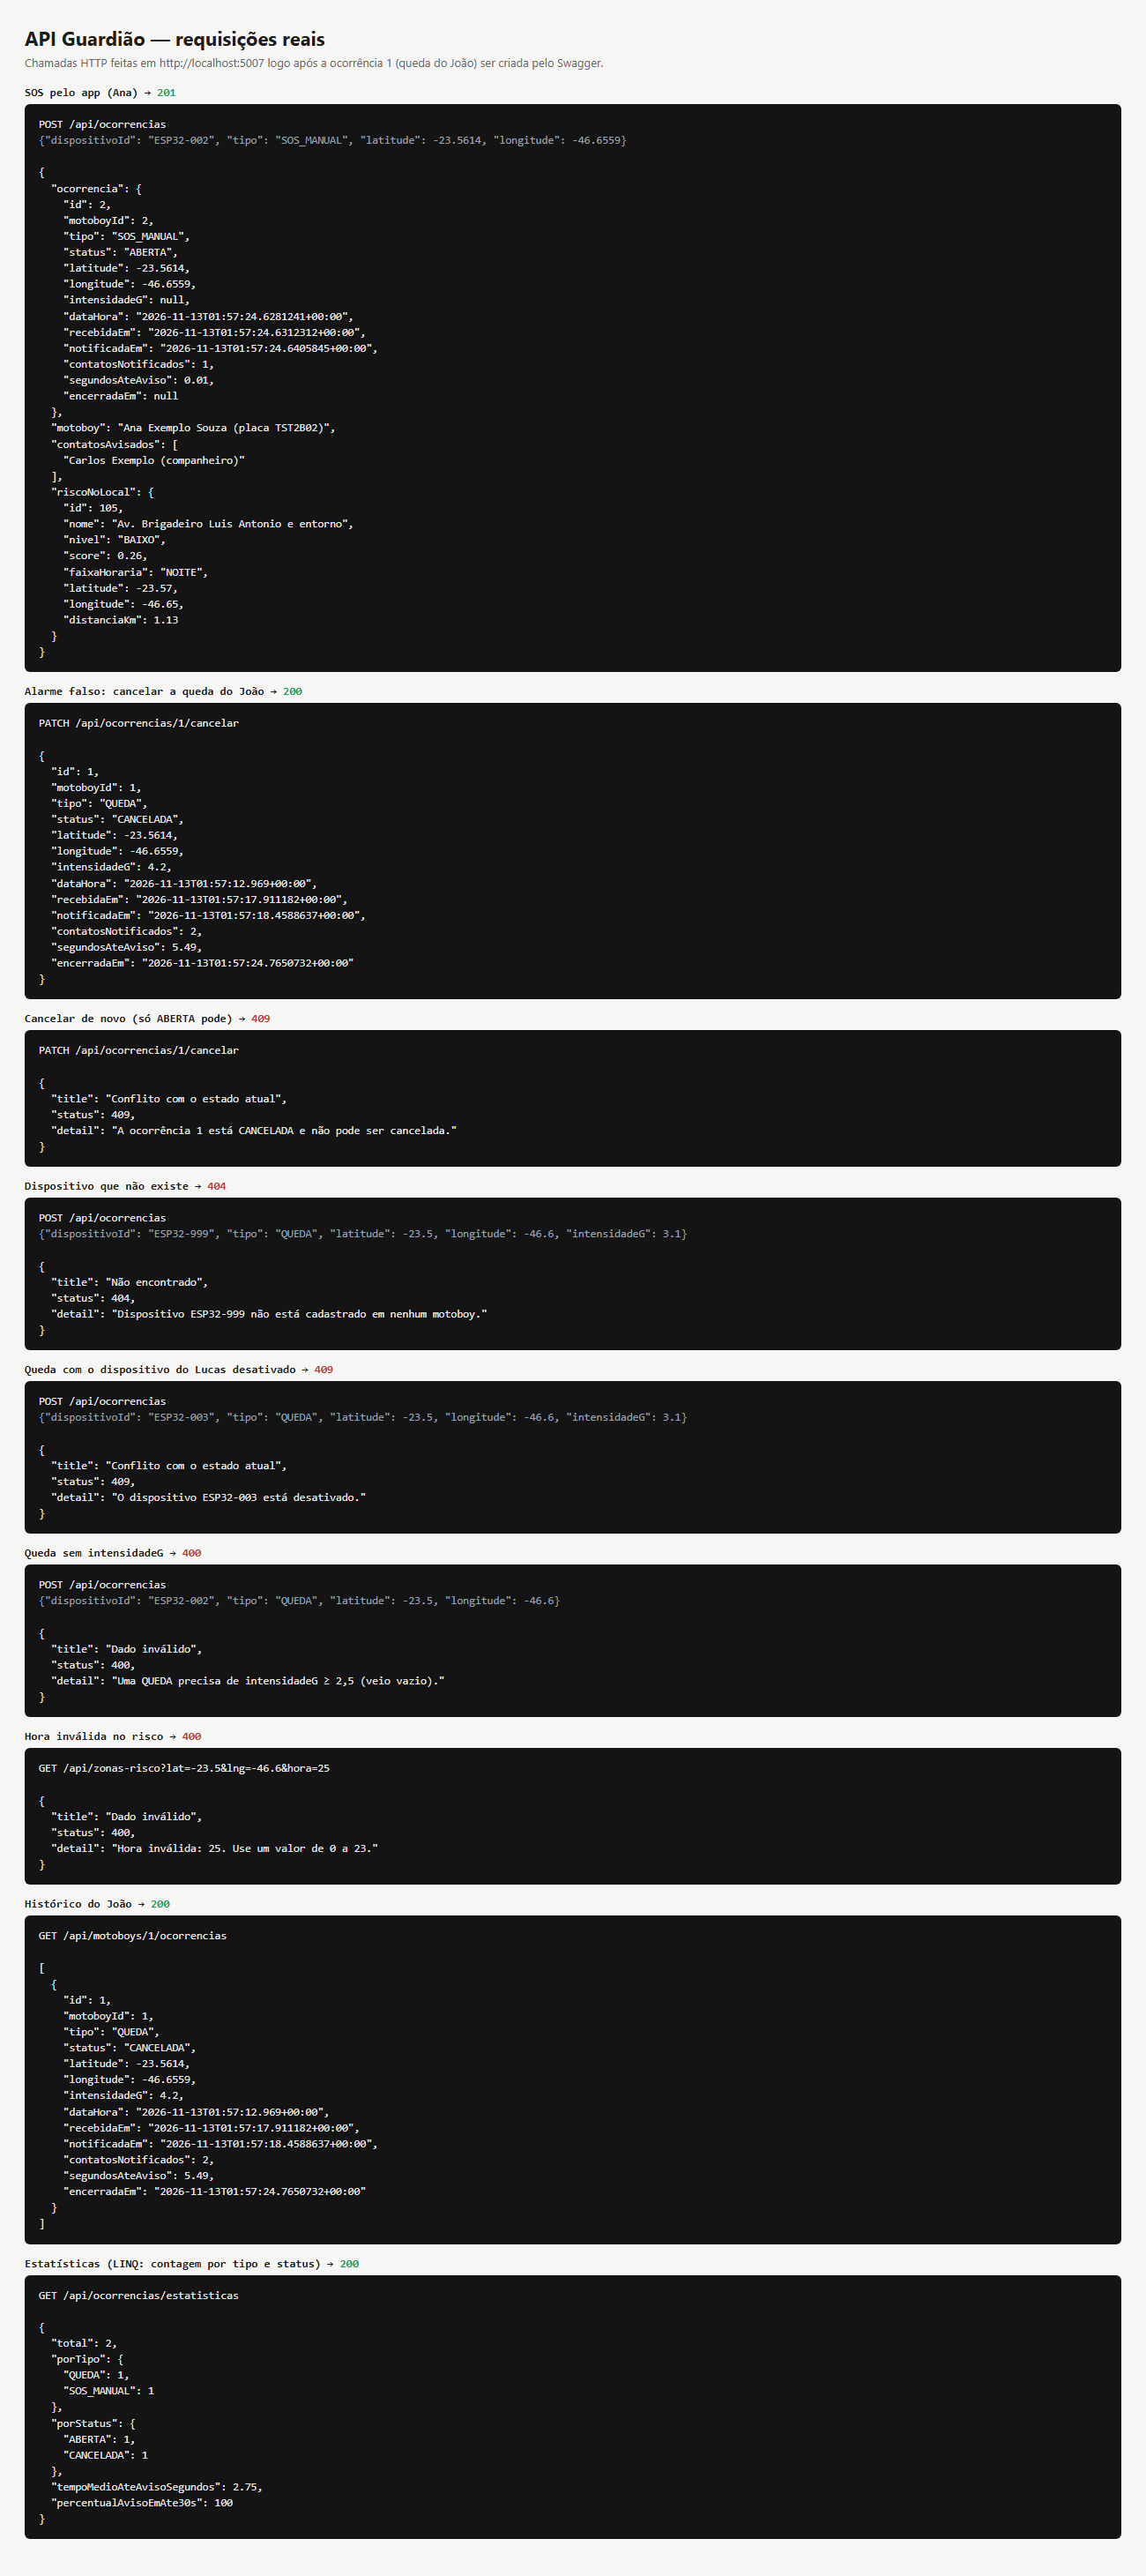 API Guardião — requisições reais
Chamadas HTTP feitas em http://localhost:5007 logo após a ocorrência 1 (queda do João) ser criada pelo Swagger.
SOS pelo app (Ana) → 201
POST /api/ocorrencias
{"dispositivoId": "ESP32-002", "tipo": "SOS_MANUAL", "latitude": -23.5614, "longitude": -46.6559}
{
"ocorrencia": {
"id": 2,
"motoboyId": 2,
"tipo": "SOS_MANUAL",
"status": "ABERTA",
"latitude": -23.5614,
"longitude": -46.6559,
"intensidadeG": null,
"dataHora": "2026-11-13T01:57:24.6281241+00:00",
"recebidaEm": "2026-11-13T01:57:24.6312312+00:00",
"notificadaEm": "2026-11-13T01:57:24.6405845+00:00",
"contatosNotificados": 1,
"segundosAteAviso": 0.01,
"encerradaEm": null
},
"motoboy": "Ana Exemplo Souza (placa TST2B02)",
"contatosAvisados": [
"Carlos Exemplo (companheiro)"
],
"riscoNoLocal": {
"id": 105,
"nome": "Av. Brigadeiro Luis Antonio e entorno",
"nivel": "BAIXO",
"score": 0.26,
"faixaHoraria": "NOITE",
"latitude": -23.57,
"longitude": -46.65,
"distanciaKm": 1.13
}
}
Alarme falso: cancelar a queda do João → 200
PATCH /api/ocorrencias/1/cancelar
{
"id": 1,
"motoboyId": 1,
"tipo": "QUEDA",
"status": "CANCELADA",
"latitude": -23.5614,
"longitude": -46.6559,
"intensidadeG": 4.2,
"dataHora": "2026-11-13T01:57:12.969+00:00",
"recebidaEm": "2026-11-13T01:57:17.911182+00:00",
"notificadaEm": "2026-11-13T01:57:18.4588637+00:00",
"contatosNotificados": 2,
"segundosAteAviso": 5.49,
"encerradaEm": "2026-11-13T01:57:24.7650732+00:00"
}
Cancelar de novo (só ABERTA pode) → 409
PATCH /api/ocorrencias/1/cancelar
{
"title": "Conflito com o estado atual",
"status": 409,
"detail": "A ocorrência 1 está CANCELADA e não pode ser cancelada."
}
Dispositivo que não existe → 404
POST /api/ocorrencias
{"dispositivoId": "ESP32-999", "tipo": "QUEDA", "latitude": -23.5, "longitude": -46.6, "intensidadeG": 3.1}
{
"title": "Não encontrado",
"status": 404,
"detail": "Dispositivo ESP32-999 não está cadastrado em nenhum motoboy."
}
Queda com o dispositivo do Lucas desativado → 409
POST /api/ocorrencias
{"dispositivoId": "ESP32-003", "tipo": "QUEDA", "latitude": -23.5, "longitude": -46.6, "intensidadeG": 3.1}
{
"title": "Conflito com o estado atual",
"status": 409,
"detail": "O dispositivo ESP32-003 está desativado."
}
Queda sem intensidadeG → 400
POST /api/ocorrencias
{"dispositivoId": "ESP32-002", "tipo": "QUEDA", "latitude": -23.5, "longitude": -46.6}
{
"title": "Dado inválido",
"status": 400,
"detail": "Uma QUEDA precisa de intensidadeG ≥ 2,5 (veio vazio)."
}
Hora inválida no risco → 400
GET /api/zonas-risco?lat=-23.5&lng=-46.6&hora=25
{
"title": "Dado inválido",
"status": 400,
"detail": "Hora inválida: 25. Use um valor de 0 a 23."
}
Histórico do João → 200
GET /api/motoboys/1/ocorrencias
[
{
"id": 1,
"motoboyId": 1,
"tipo": "QUEDA",
"status": "CANCELADA",
"latitude": -23.5614,
"longitude": -46.6559,
"intensidadeG": 4.2,
"dataHora": "2026-11-13T01:57:12.969+00:00",
"recebidaEm": "2026-11-13T01:57:17.911182+00:00",
"notificadaEm": "2026-11-13T01:57:18.4588637+00:00",
"contatosNotificados": 2,
"segundosAteAviso": 5.49,
"encerradaEm": "2026-11-13T01:57:24.7650732+00:00"
}
]
Estatísticas (LINQ: contagem por tipo e status) → 200
GET /api/ocorrencias/estatisticas
{
"total": 2,
"porTipo": {
"QUEDA": 1,
"SOS_MANUAL": 1
},
"porStatus": {
"ABERTA": 1,
"CANCELADA": 1
},
"tempoMedioAteAvisoSegundos": 2.75,
"percentualAvisoEmAte30s": 100
}